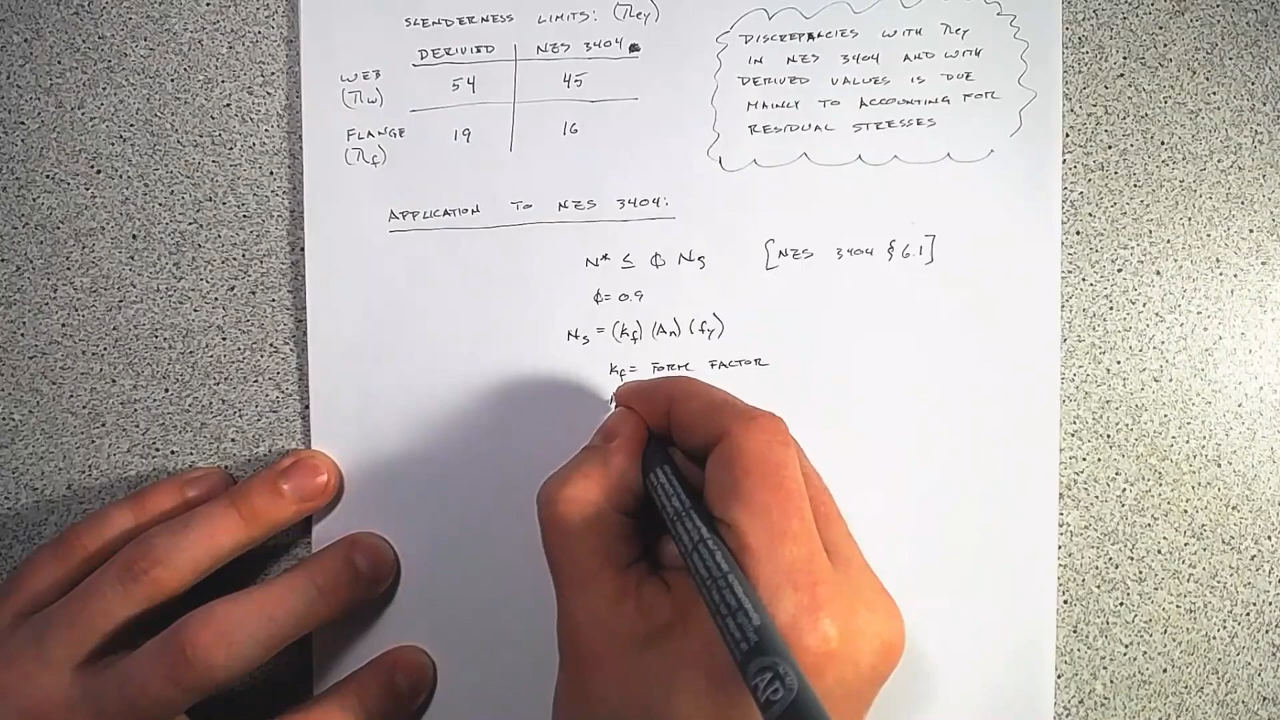 SLENDERNESS LIMITS: (λey)
DERIVED NZS 3404
WEB 54 45
(λw)
FLANGE 19 16
(λf)
DISCREPANCIES WITH λey
IN NZS 3404 AND WITH
DERIVED VALUES IS DUE
MAINLY TO ACCOUNTING FOR
RESIDUAL STRESSES
APPLICATION TO NZS 3404:
N* ≤ ϕ Ns [NZS 3404 § 6.1]
ϕ = 0.9
Ns = (kf) (An) (fy)
kf = FORM FACTOR
AP